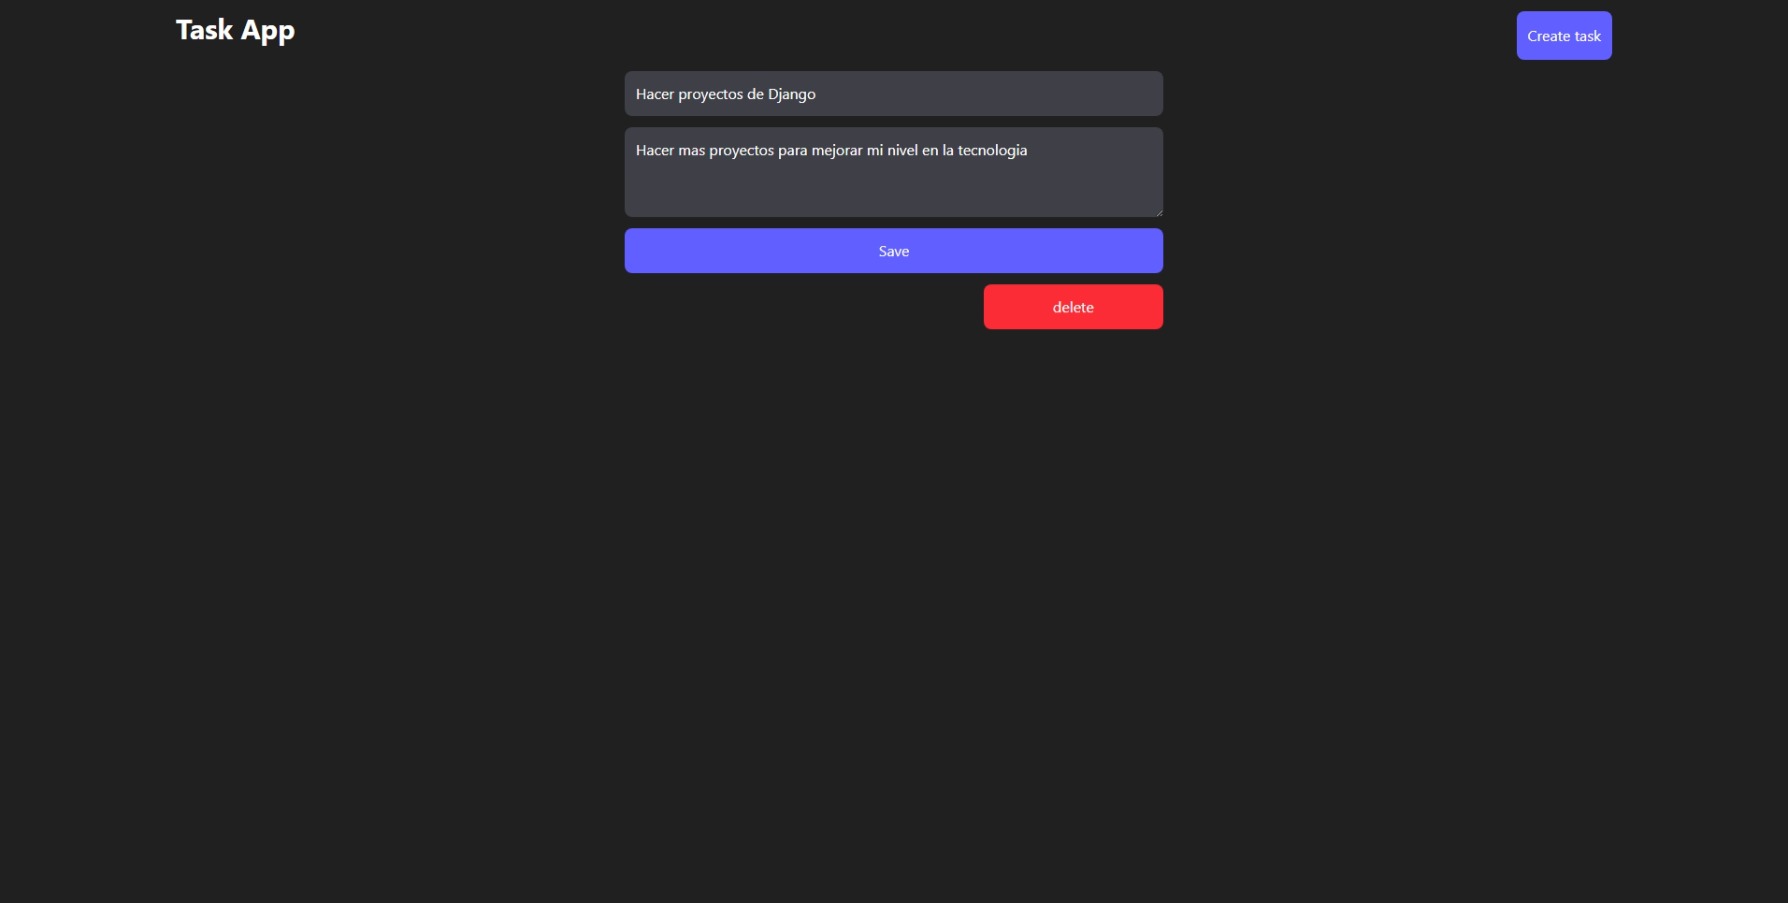 Task App
Create task
Hacer proyectos de Django
Hacer mas proyectos para mejorar mi nivel en la tecnologia
Save
delete